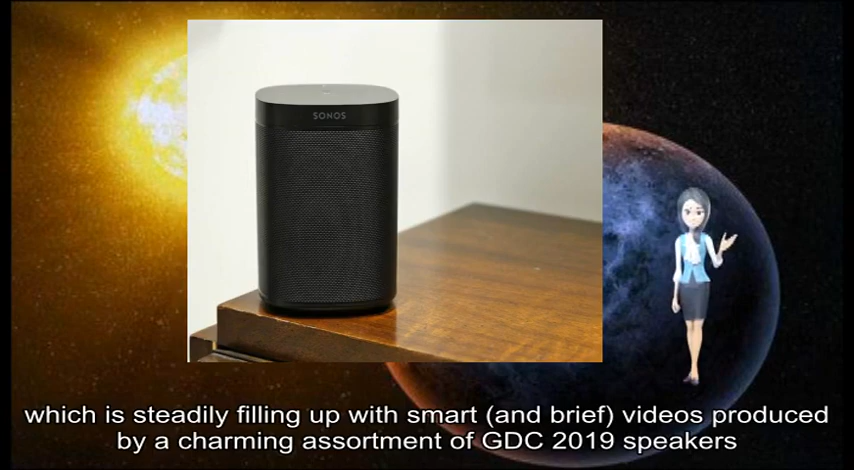 SONOS
which is steadily filling up with smart (and brief) videos produced
by a charming assortment of GDC 2019 speakers